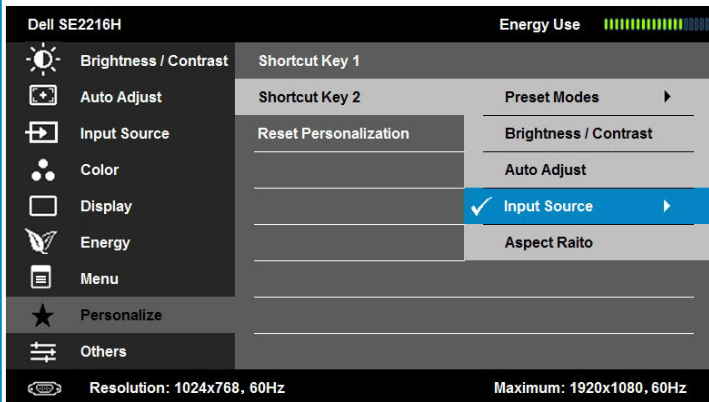 Dell SE2216H Energy Use
Brightness / Contrast Shortcut Key 1
Auto Adjust Shortcut Key 2 Preset Modes
Input Source Reset Personalization Brightness / Contrast
Color Auto Adjust
Display Input Source
Energy Aspect Raito
Menu
Personalize
Others
Resolution: 1024x768, 60Hz Maximum: 1920x1080, 60Hz